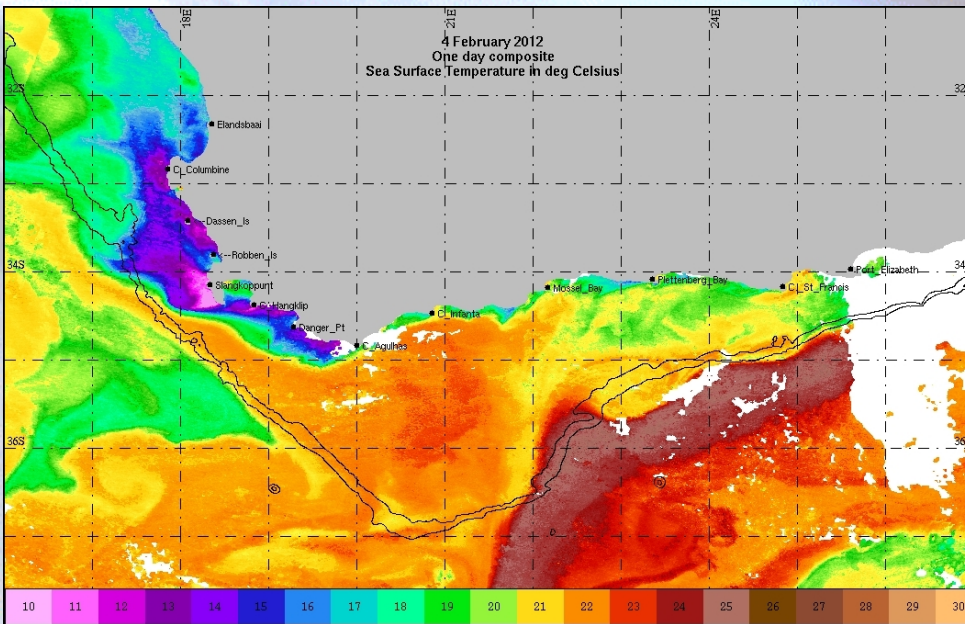 18E
21E
24E
4 February 2012
One day composite
Sea Surface Temperature in deg Celsius
32S
32
Elandsbaai
C_Columbine
<--Dassen_Is
<--Robben_Is
34S
34
Port_Elizabeth
Slangkoppunt
Mossel_Bay
Plettenberg_Bay
C_St_Francis
C_Hangklip
C_Infanta
Danger_Pt
C_Agulhas
36S
10 11 12 13 14 15 16 17 18 19 20 21 22 23 24 25 26 27 28 29 30